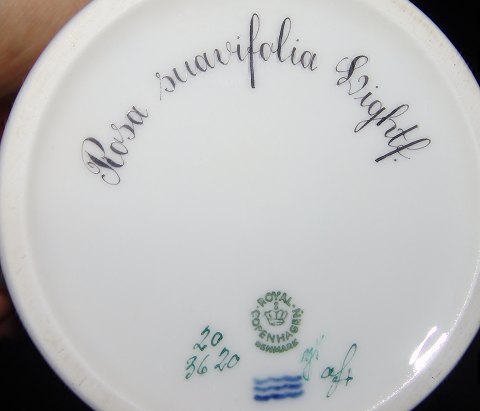 Rosa suavifolia Lightf.
ROYAL COPENHAGEN
DENMARK
20
3620